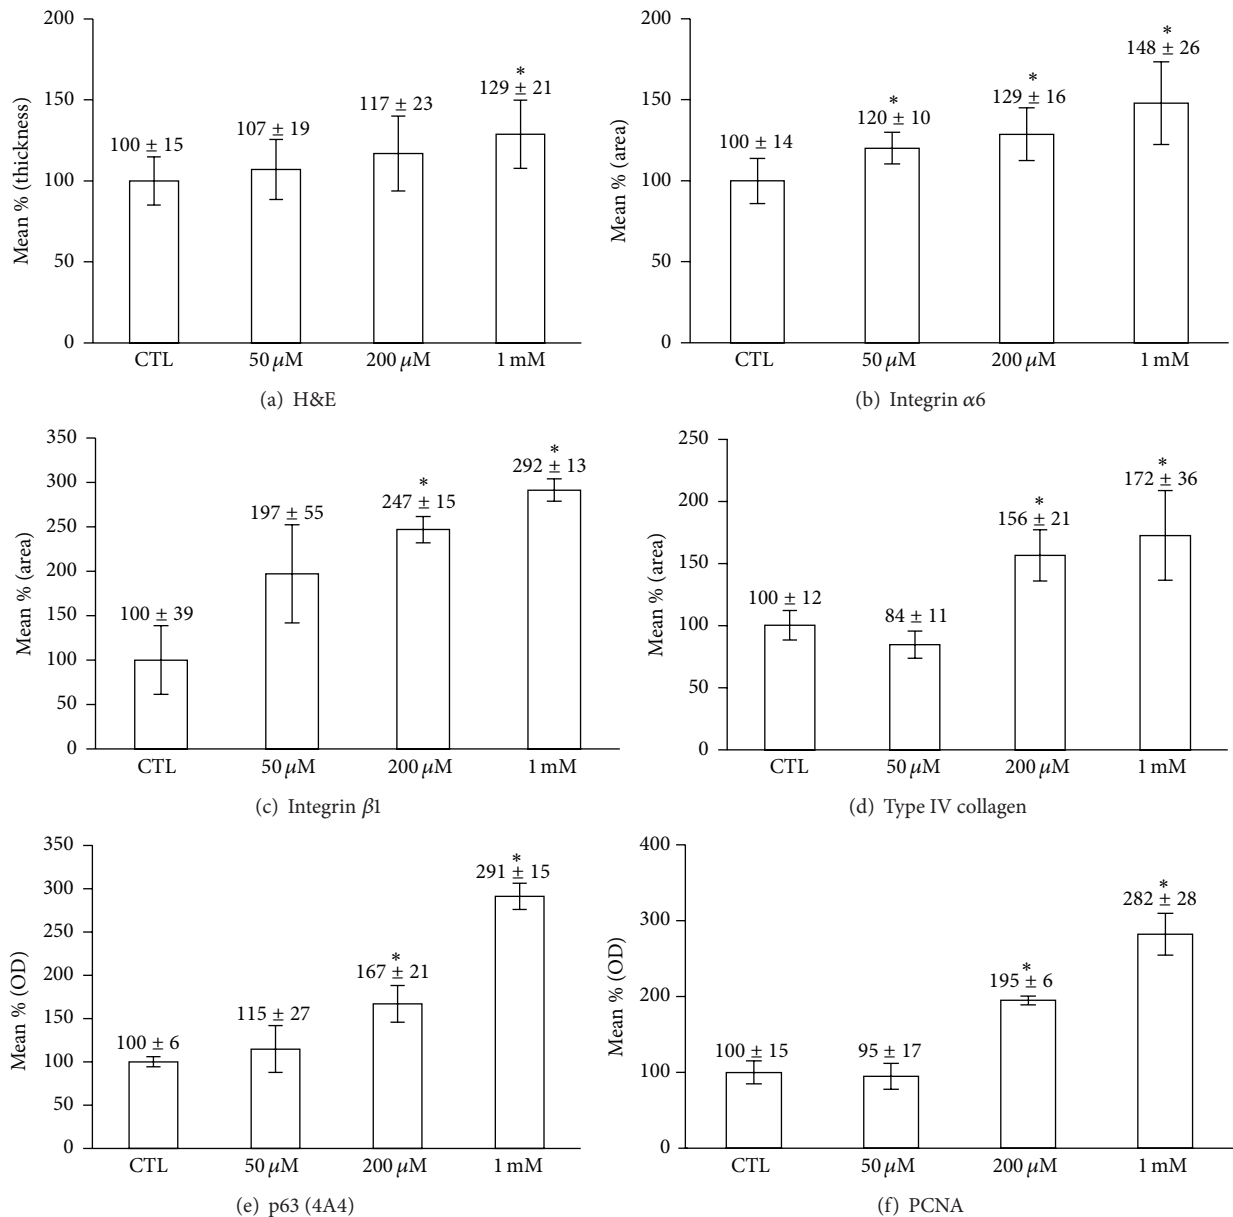 Mean % (thickness)
200
150
100
50
0
100 ± 15
107 ± 19
117 ± 23
*
129 ± 21
CTL
50 μM
200 μM
1 mM
(a) H&E
Mean % (area)
200
150
100
50
0
100 ± 14
*
120 ± 10
*
129 ± 16
*
148 ± 26
CTL
50 μM
200 μM
1 mM
(b) Integrin α6
Mean % (area)
350
300
250
200
150
100
50
0
100 ± 39
197 ± 55
*
247 ± 15
*
292 ± 13
CTL
50 μM
200 μM
1 mM
(c) Integrin β1
Mean % (area)
250
200
150
100
50
0
100 ± 12
84 ± 11
*
156 ± 21
*
172 ± 36
CTL
50 μM
200 μM
1 mM
(d) Type IV collagen
Mean % (OD)
350
300
250
200
150
100
50
0
100 ± 6
115 ± 27
*
167 ± 21
*
291 ± 15
CTL
50 μM
200 μM
1 mM
(e) p63 (4A4)
Mean % (OD)
400
300
200
100
0
100 ± 15
95 ± 17
*
195 ± 6
*
282 ± 28
CTL
50 μM
200 μM
1 mM
(f) PCNA